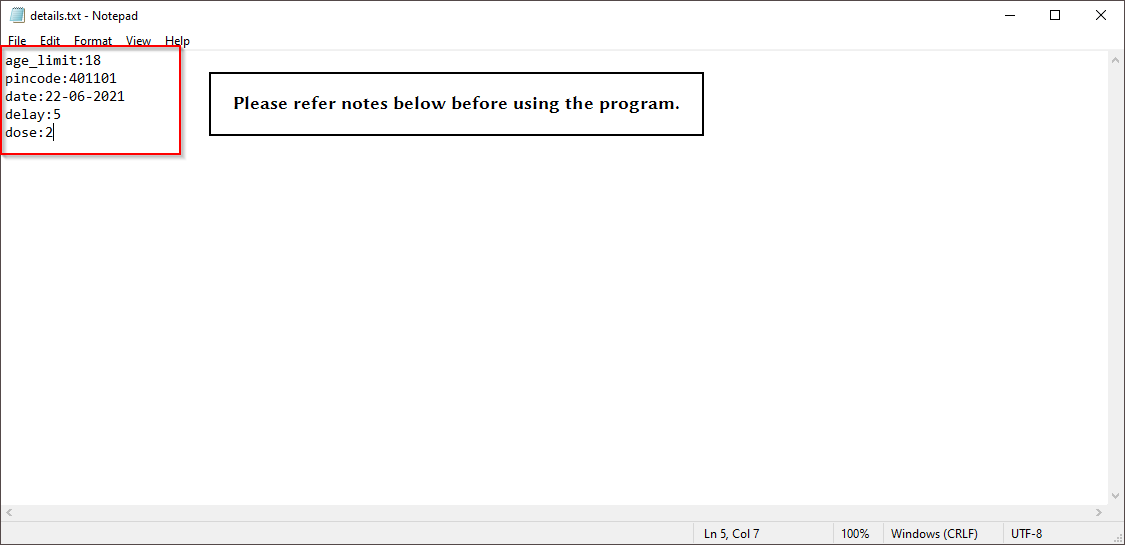 details.txt - Notepad
File Edit Format View Help
age_limit:18
pincode:401101
date:22-06-2021
delay:5
dose:2
Please refer notes below before using the program.
Ln 5, Col 7 100% Windows (CRLF) UTF-8